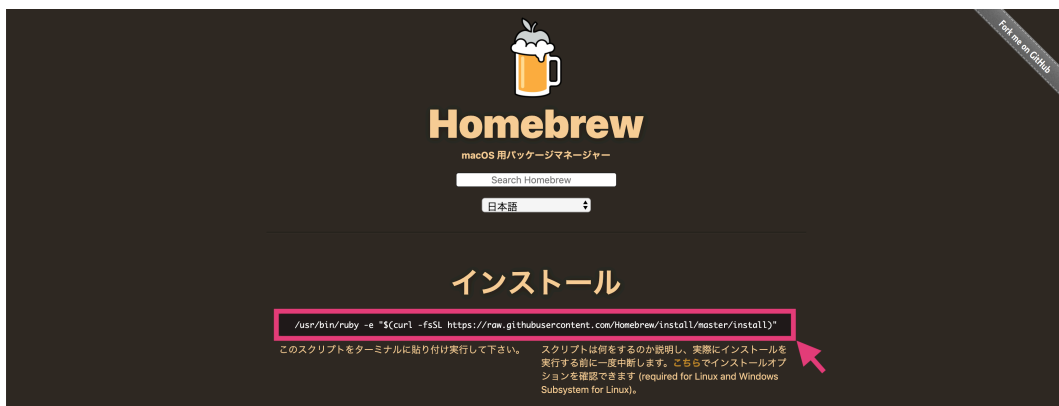 Fork me on GitHub
Homebrew
macOS 用パッケージマネージャー
Search Homebrew
日本語
インストール
/usr/bin/ruby -e "$(curl -fsSL https://raw.githubusercontent.com/Homebrew/install/master/install)"
このスクリプトをターミナルに貼り付け実行して下さい。
スクリプトは何をするのか説明し、実際にインストールを
実行する前に一度中断します。こちらでインストールオプ
ションを確認できます (required for Linux and Windows
Subsystem for Linux)。